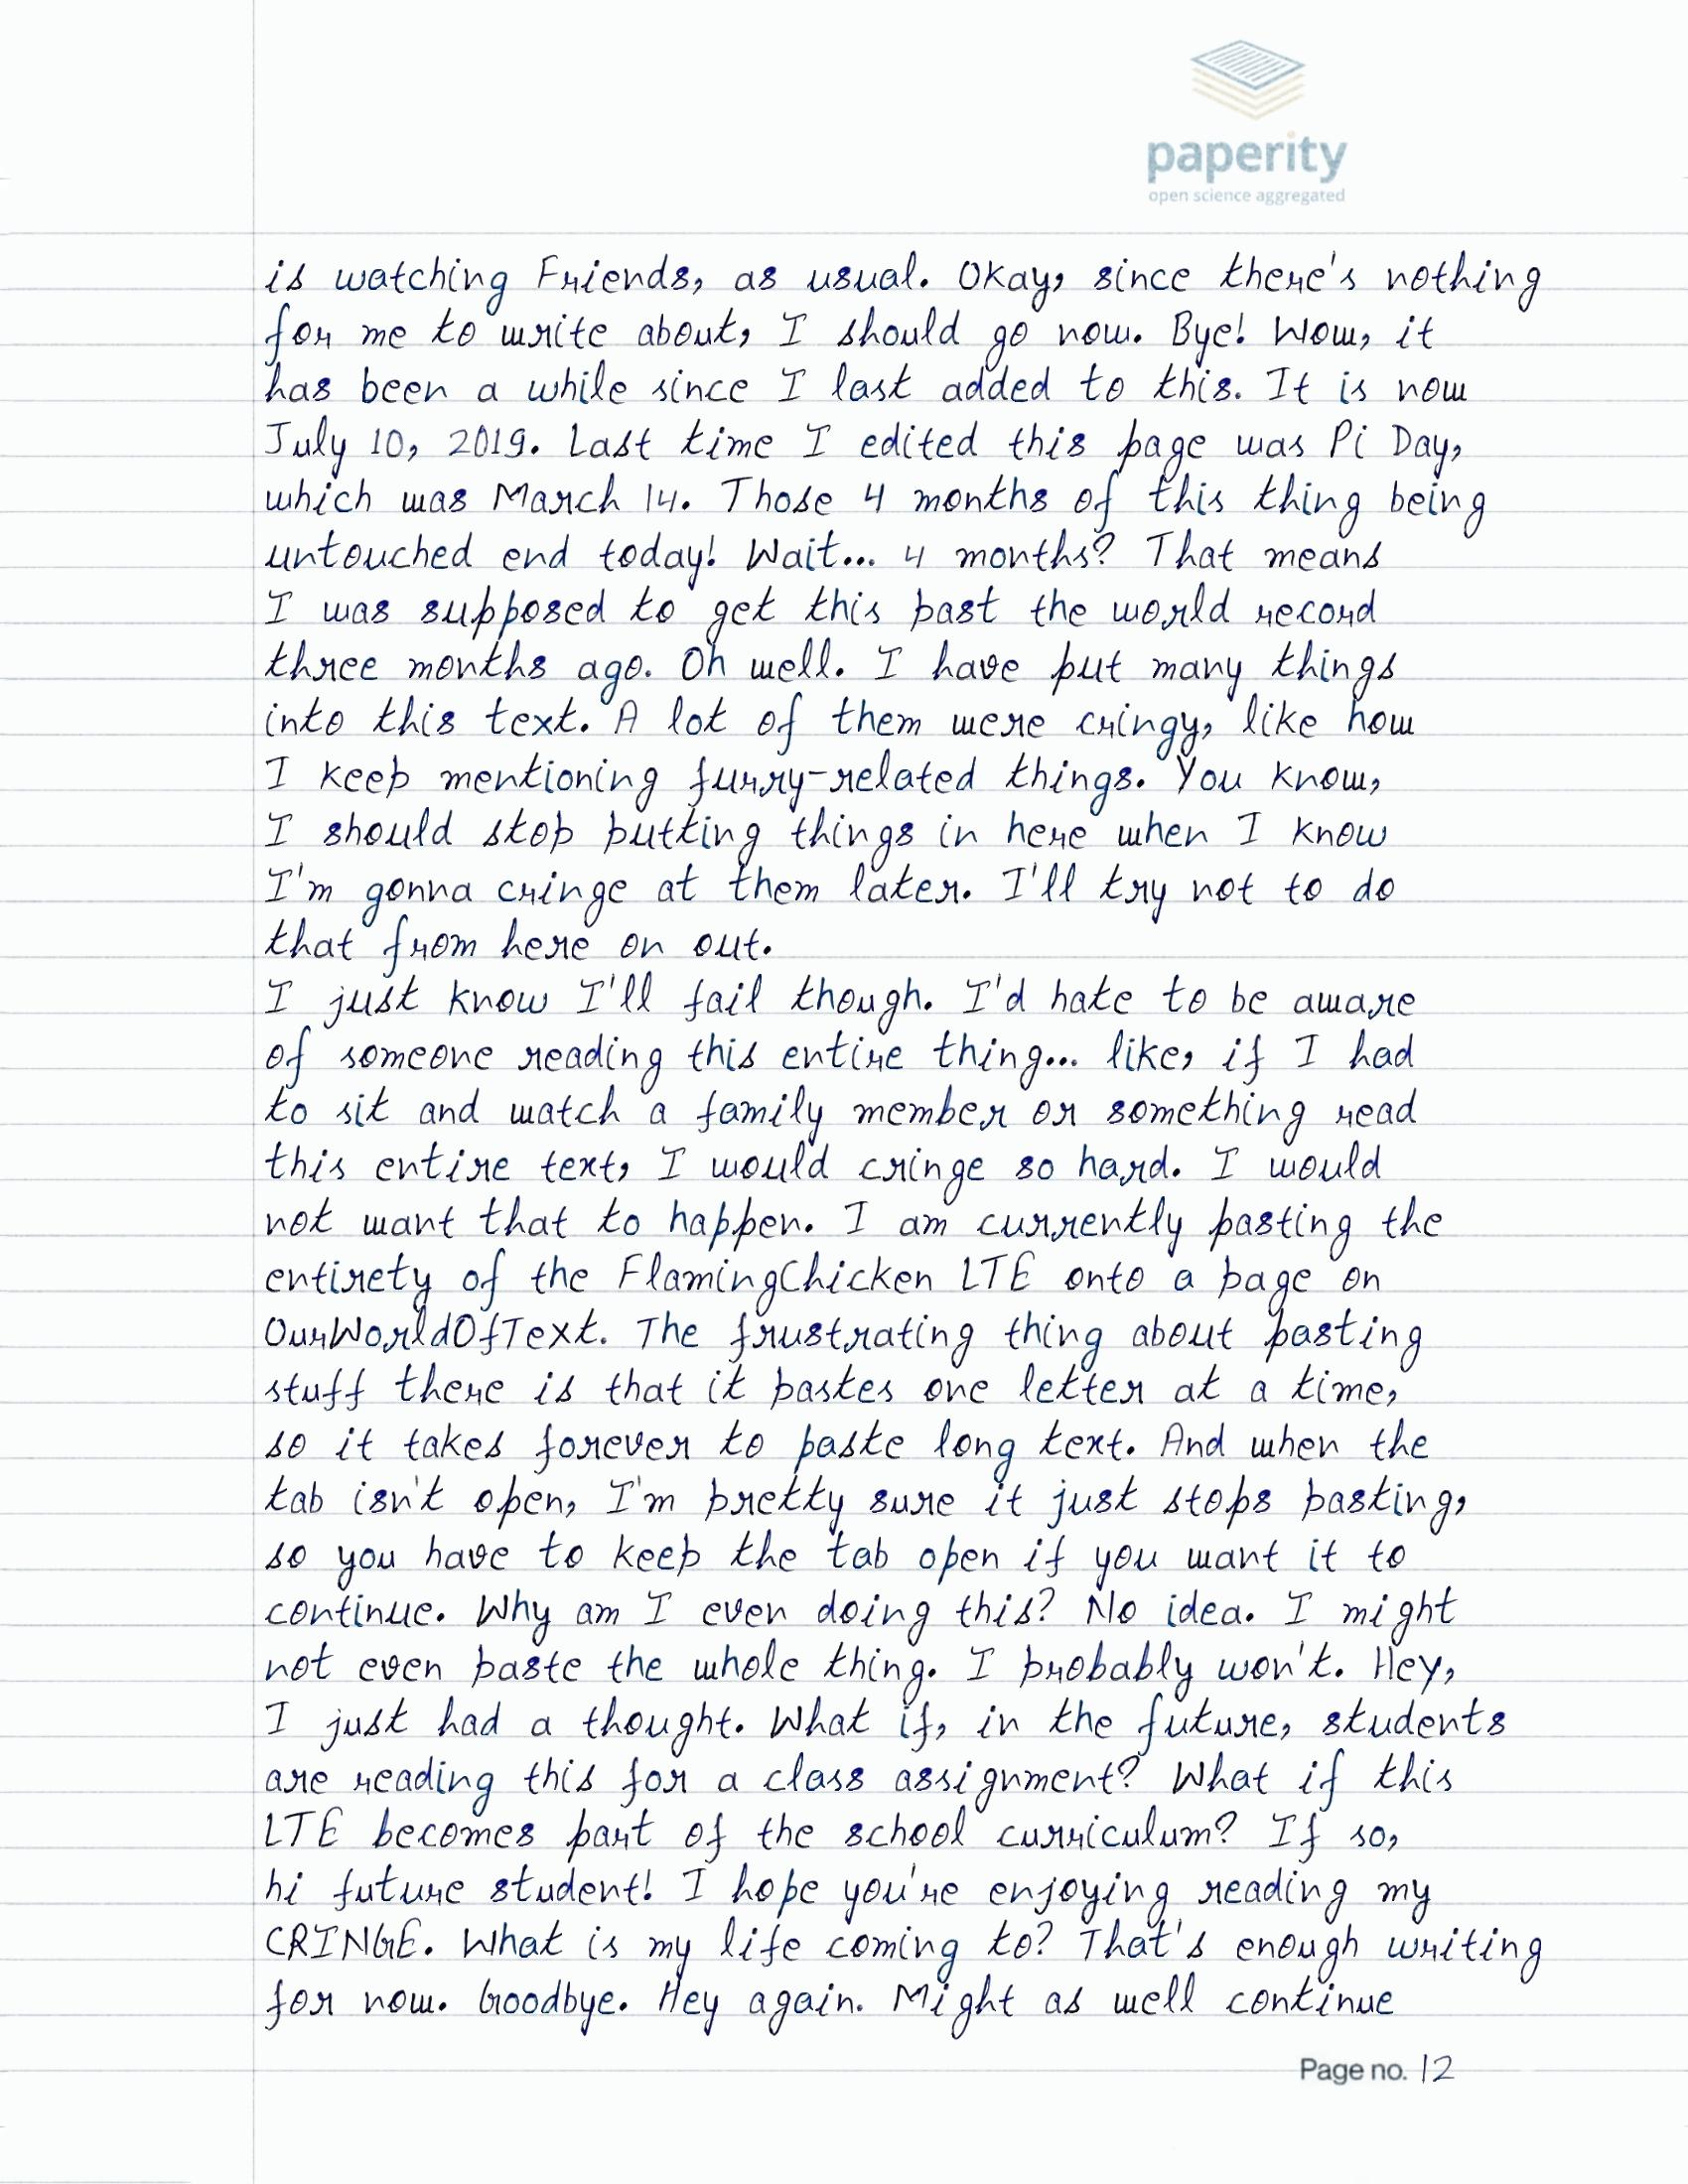 paperity
open science aggregated
is watching Friends, as usual. Okay, since there's nothing
for me to write about, I should go now. Bye! Wow, it
has been a while since I last added to this. It is now
July 10, 2019. Last time I edited this page was Pi Day,
which was March 14. Those 4 months of this thing being
untouched end today! Wait... 4 months? That means
I was supposed to get this past the world record
three months ago. Oh well. I have put many things
into this text. A lot of them were cringy, like how
I keep mentioning furry-related things. You know,
I should stop putting things in here when I know
I'm gonna cringe at them later. I'll try not to do
that from here on out.
I just know I'll fail though. I'd hate to be aware
of someone reading this entire thing... like, if I had
to sit and watch a family member or something read
this entire text, I would cringe so hard. I would
not want that to happen. I am currently pasting the
entirety of the FlamingChicken LTE onto a page on
OurWorldOfText. The frustrating thing about pasting
stuff there is that it pastes one letter at a time,
so it takes forever to paste long text. And when the
tab isn't open, I'm pretty sure it just stops pasting,
so you have to keep the tab open if you want it to
continue. Why am I even doing this? No idea. I might
not even paste the whole thing. I probably won't. Hey,
I just had a thought. What if, in the future, students
are reading this for a class assignment? What if this
LTE becomes part of the school curriculum? If so,
hi future student! I hope you're enjoying reading my
CRINGE. What is my life coming to? That's enough writing
for now. Goodbye. Hey again. Might as well continue
Page no. 12